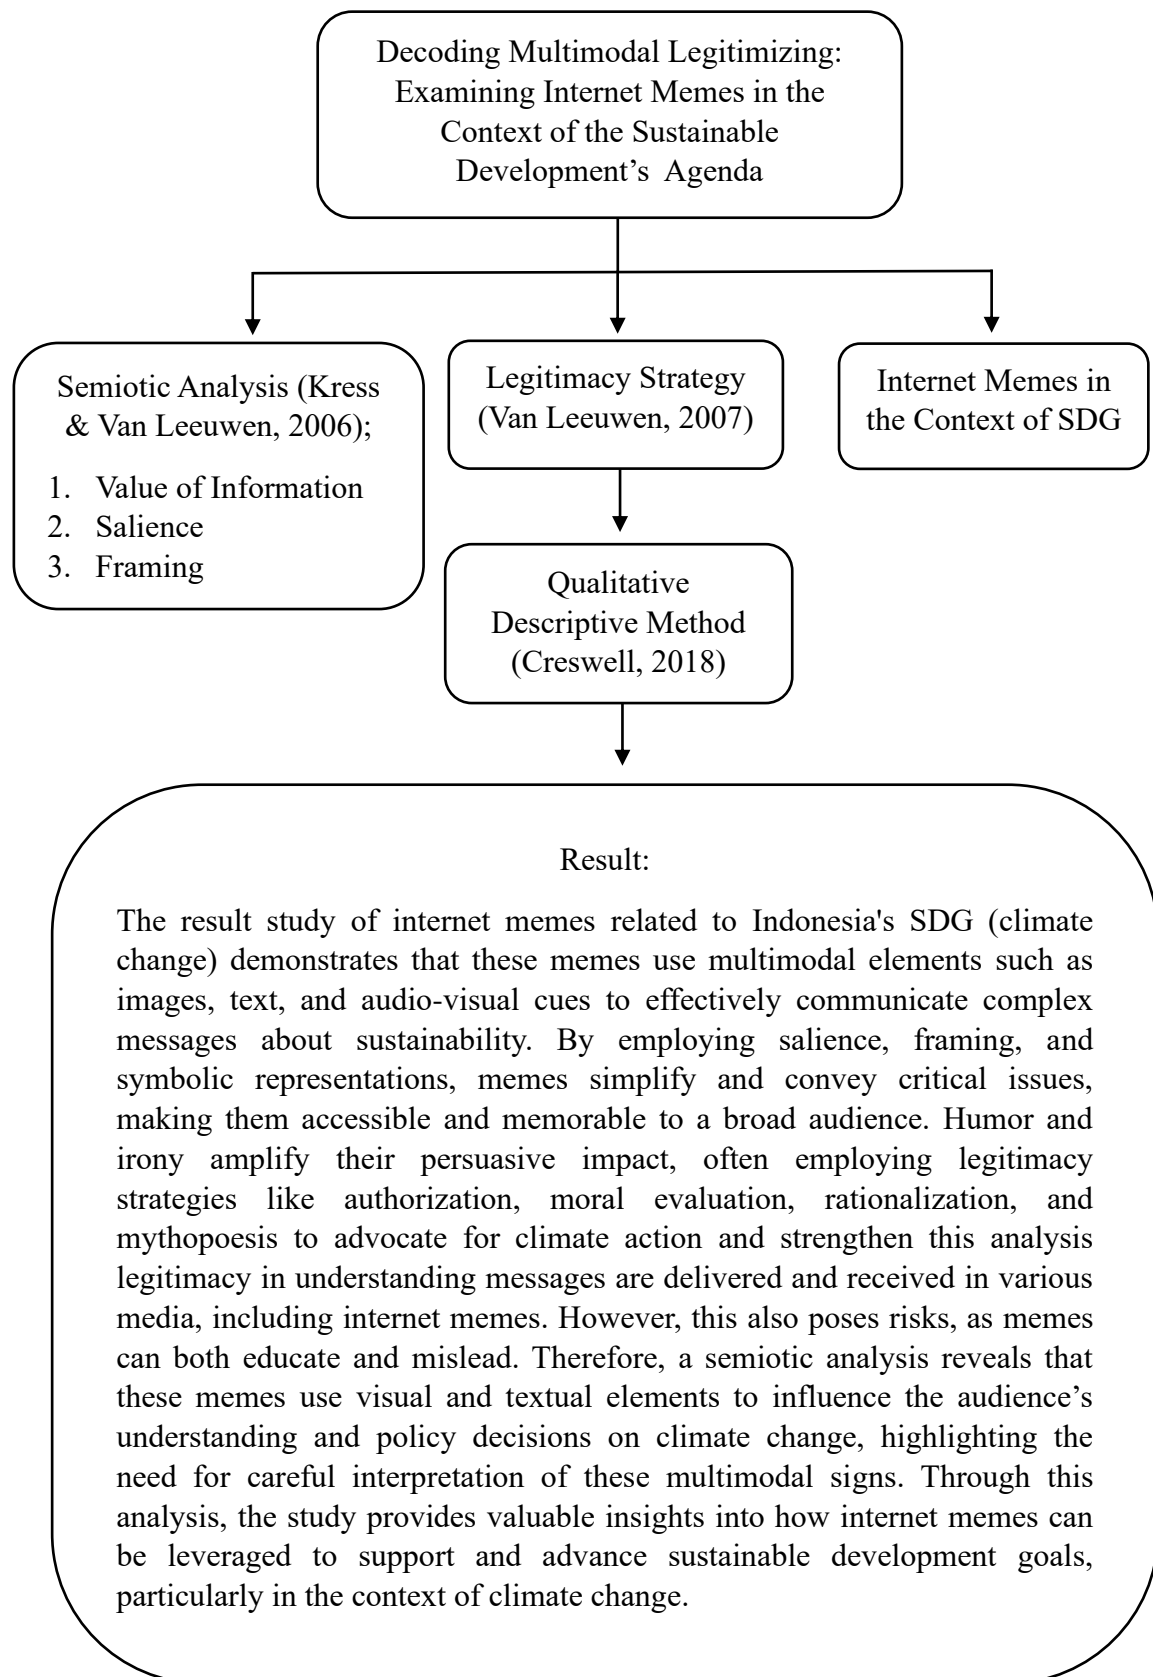 Decoding Multimodal Legitimizing:
Examining Internet Memes in the
Context of the Sustainable
Development’s Agenda
Semiotic Analysis (Kress
& Van Leeuwen, 2006);
1. Value of Information
2. Salience
3. Framing
Legitimacy Strategy
(Van Leeuwen, 2007)
Internet Memes in
the Context of SDG
Qualitative
Descriptive Method
(Creswell, 2018)
Result:
The result study of internet memes related to Indonesia's SDG (climate
change) demonstrates that these memes use multimodal elements such as
images, text, and audio-visual cues to effectively communicate complex
messages about sustainability. By employing salience, framing, and
symbolic representations, memes simplify and convey critical issues,
making them accessible and memorable to a broad audience. Humor and
irony amplify their persuasive impact, often employing legitimacy
strategies like authorization, moral evaluation, rationalization, and
mythopoesis to advocate for climate action and strengthen this analysis
legitimacy in understanding messages are delivered and received in various
media, including internet memes. However, this also poses risks, as memes
can both educate and mislead. Therefore, a semiotic analysis reveals that
these memes use visual and textual elements to influence the audience’s
understanding and policy decisions on climate change, highlighting the
need for careful interpretation of these multimodal signs. Through this
analysis, the study provides valuable insights into how internet memes can
be leveraged to support and advance sustainable development goals,
particularly in the context of climate change.